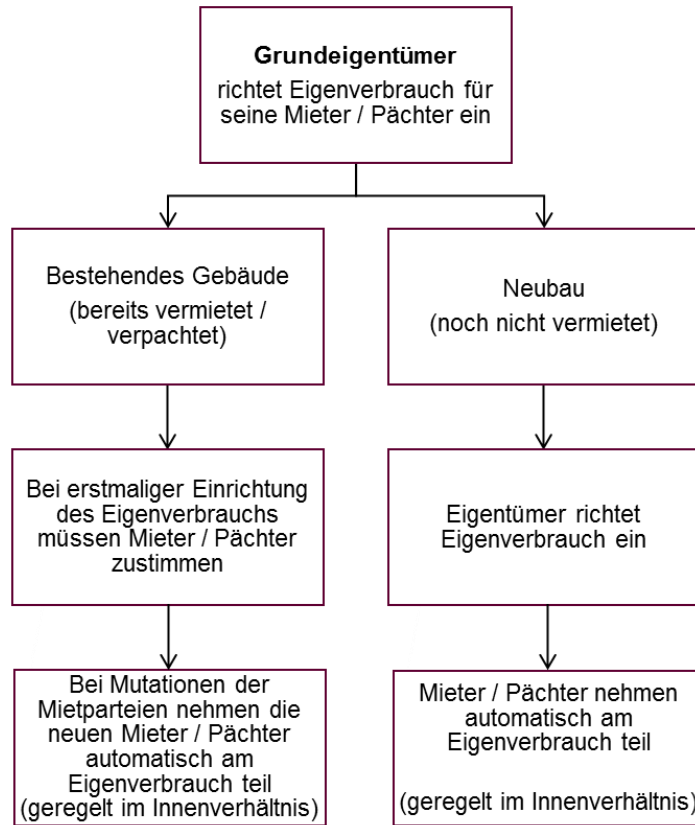 Grundeigentümer
richtet Eigenverbrauch für
seine Mieter / Pächter ein
Bestehendes Gebäude
(bereits vermietet /
verpachtet)
Neubau
(noch nicht vermietet)
Bei erstmaliger Einrichtung
des Eigenverbrauchs
müssen Mieter / Pächter
zustimmen
Eigentümer richtet
Eigenverbrauch ein
Bei Mutationen der
Mietparteien nehmen die
neuen Mieter / Pächter
automatisch am
Eigenverbrauch teil
(geregelt im Innenverhältnis)
Mieter / Pächter nehmen
automatisch am
Eigenverbrauch teil
(geregelt im Innenverhältnis)